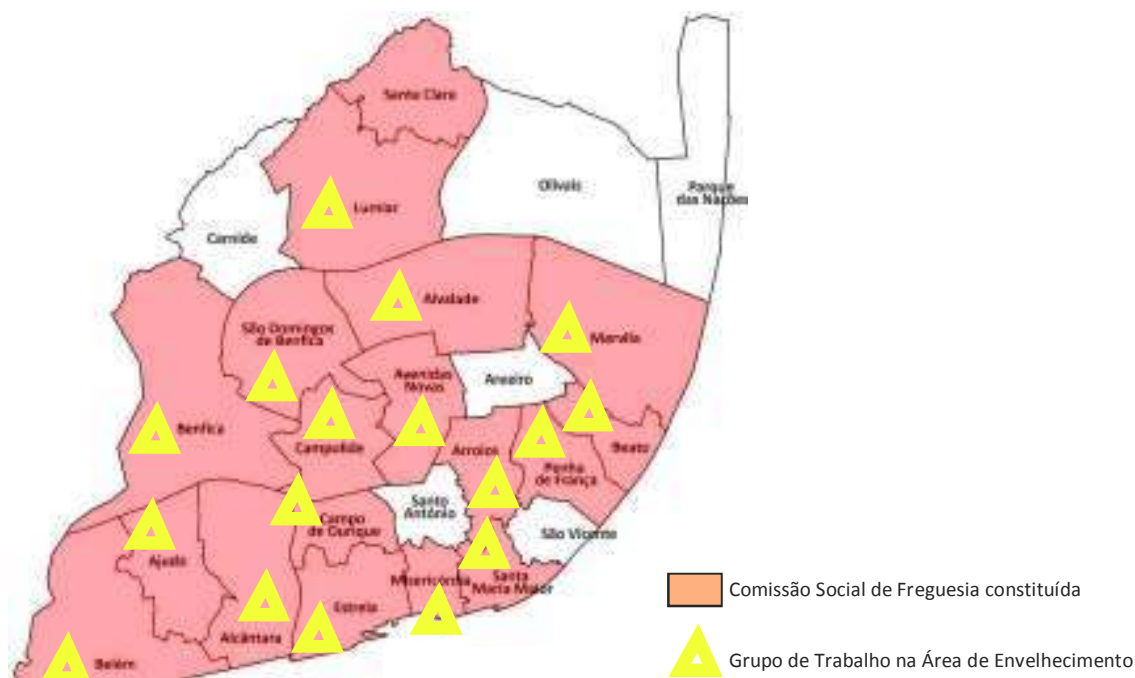 Santa Clara
Olivais
Parque
das Nações
Lumiar
Carnide
Alvalade
São Domingos
de Benfica
Marvila
Avenidas
Novas
Areeiro
Benfica
Campolide
Arroios
Beato
Penha
de França
Santo
António
Campo
de Ourique
São Vicente
Ajuda
Misericórdia
Santa
Maria Maior
Estrela
Alcântara
Belém
Comissão Social de Freguesia constituída
Grupo de Trabalho na Área de Envelhecimento